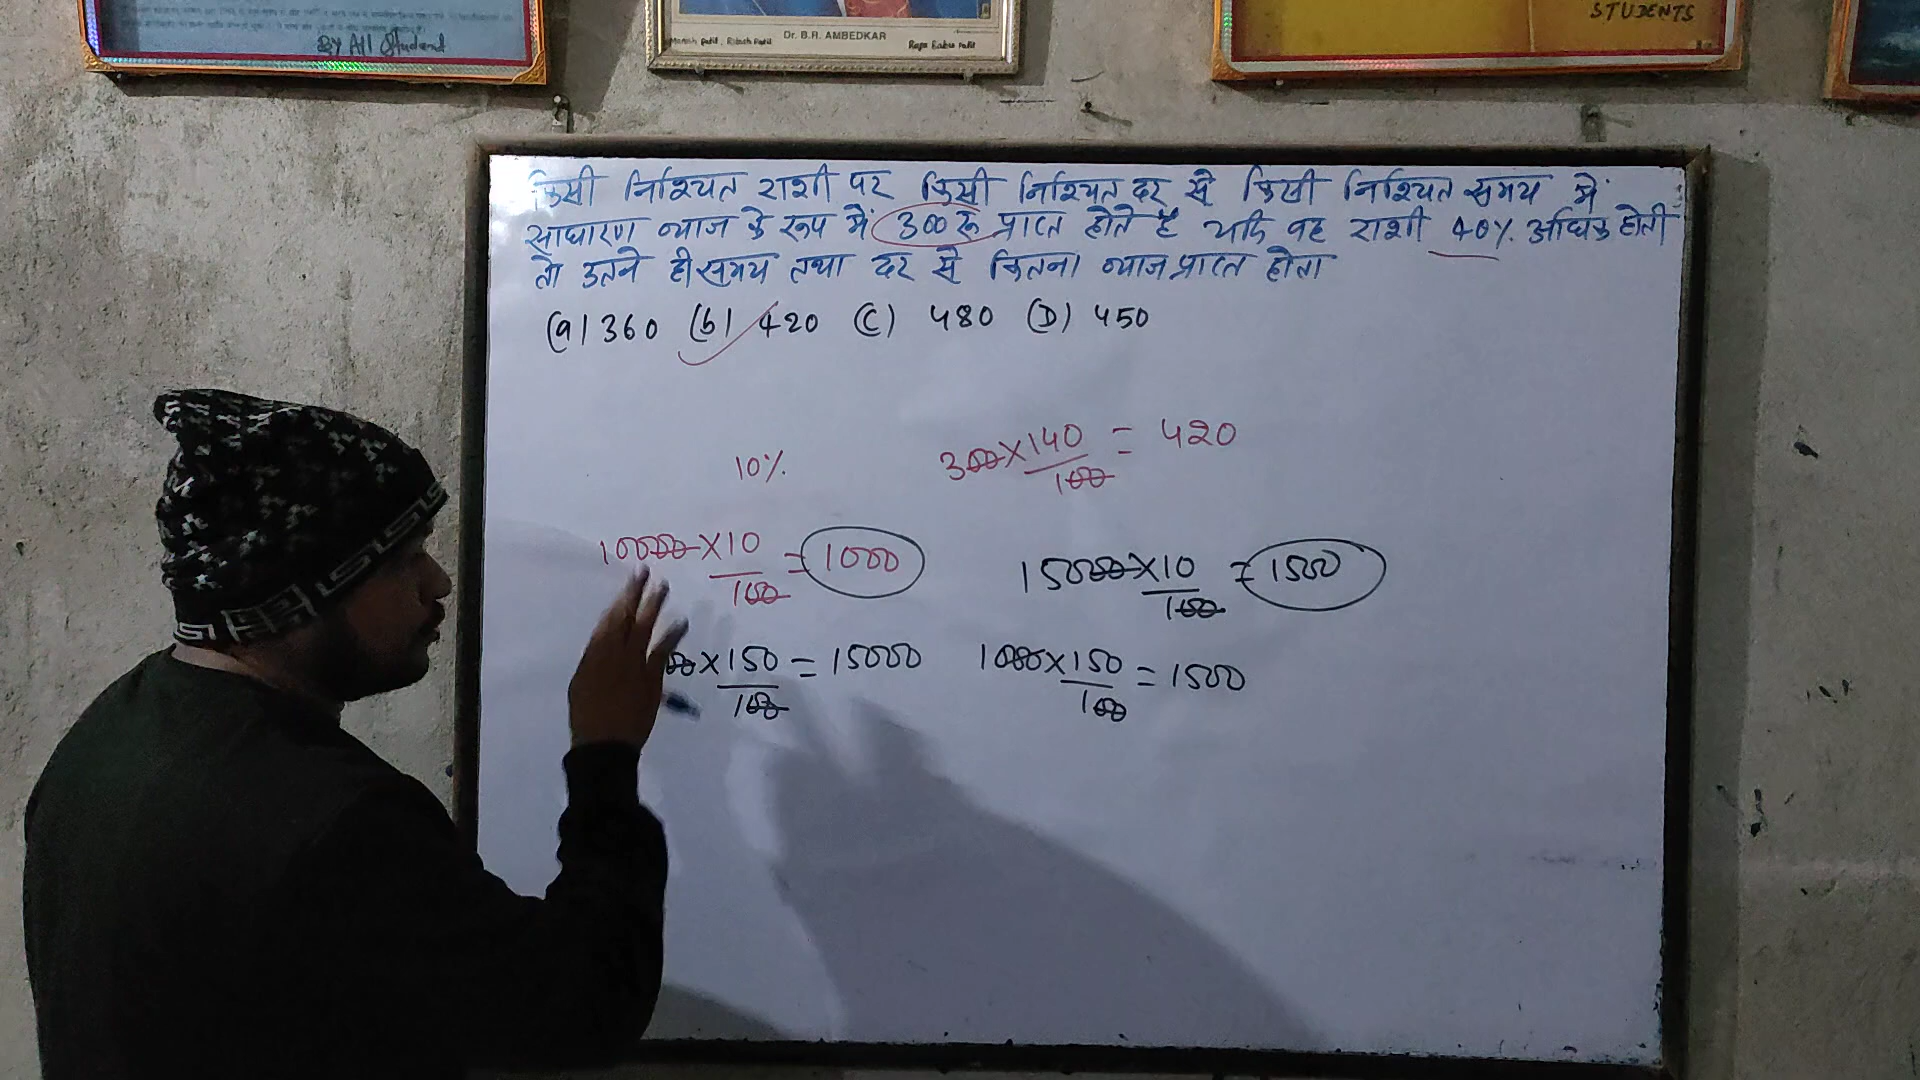 By All Student
Dr. B.R. AMBEDKAR
STUDENTS
किसी निश्चित राशी पर किसी निश्चित दर से किसी निश्चित समय में
साधारण ब्याज के रूप में 300 रू प्राप्त होते है यदि वह राशी 40% अधिक होती
तो उतने ही समय तथा दर से कितना ब्याज प्राप्त होता
(a) 360 (b) 420 (C) 480 (D) 450
10%
300×140/100 = 420
10000×10/100 = 1000
15000×10/100 = 1500
00×150/100 = 15000
1000×150/100 = 1500